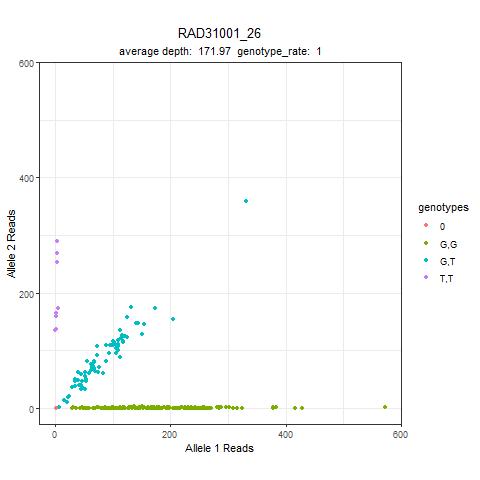 RAD31001_26
average depth:  171.97  genotype_rate:  1
600
400
200
0
Allele 2 Reads
0
200
400
600
Allele 1 Reads
genotypes
0
G,G
G,T
T,T